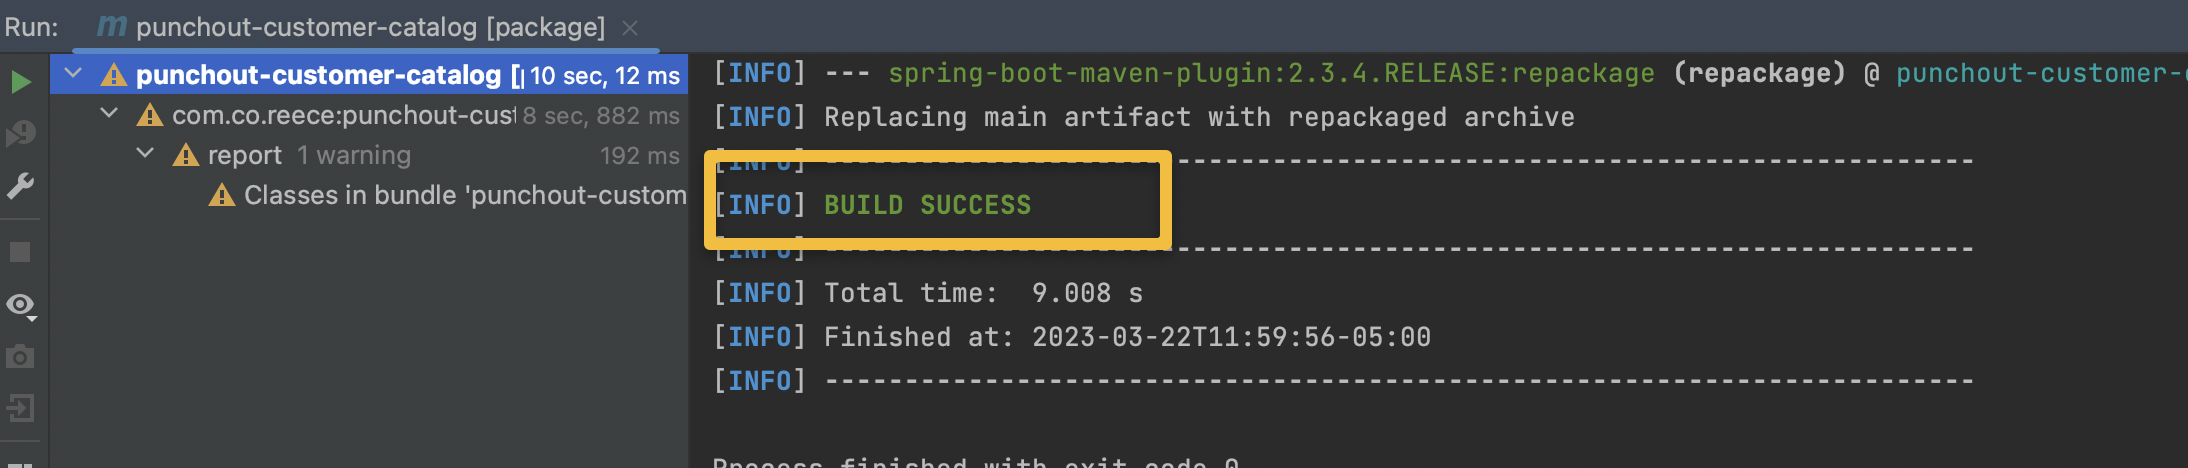 Run: m punchout-customer-catalog [package] ×
punchout-customer-catalog [ 10 sec, 12 ms
com.co.reece:punchout-cust 8 sec, 882 ms
report 1 warning 192 ms
Classes in bundle 'punchout-custom
[INFO] --- spring-boot-maven-plugin:2.3.4.RELEASE:repackage (repackage) @ punchout-customer-
[INFO] Replacing main artifact with repackaged archive
[INFO] ------------------------------------------------------------------------
[INFO] BUILD SUCCESS
[INFO] ------------------------------------------------------------------------
[INFO] Total time:  9.008 s
[INFO] Finished at: 2023-03-22T11:59:56-05:00
[INFO] ------------------------------------------------------------------------
Process finished with exit code 0